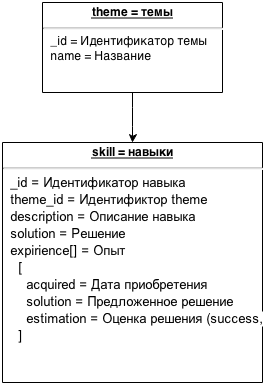 theme = темы
_id = Идентификатор темы
name = Название
skill = навыки
_id = Идентификатор навыка
theme_id = Идентификтор theme
description = Описание навыка
solution = Решение
expirience[] = Опыт
[
acquired = Дата приобретения
solution = Предложенное решение
estimation = Оценка решения (success,
]